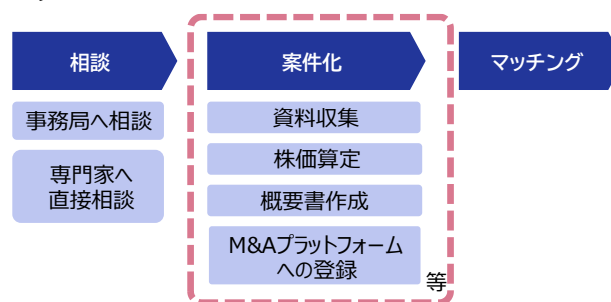 相談
案件化
マッチング
事務局へ相談
専門家へ
直接相談
資料収集
株価算定
概要書作成
M&Aプラットフォーム
への登録
等